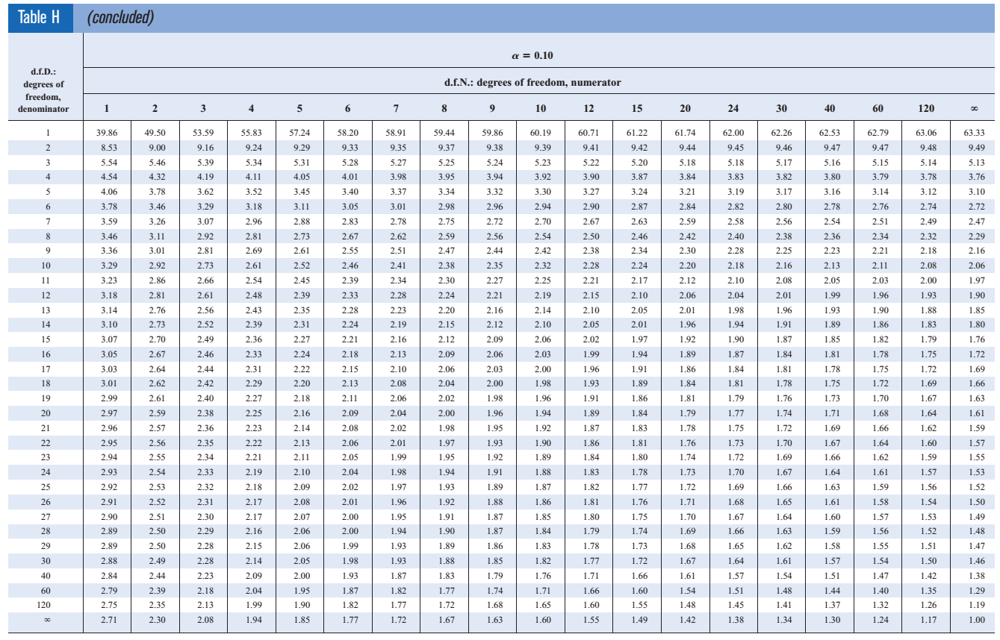 Table H (concluded)
α = 0.10
d.f.D.: degrees of freedom, denominator
d.f.N.: degrees of freedom, numerator
1 2 3 4 5 6 7 8 9 10 12 15 20 24 30 40 60 120 ∞
1 39.86 49.50 53.59 55.83 57.24 58.20 58.91 59.44 59.86 60.19 60.71 61.22 61.74 62.00 62.26 62.53 62.79 63.06 63.33
2 8.53 9.00 9.16 9.24 9.29 9.33 9.35 9.37 9.38 9.39 9.41 9.42 9.44 9.45 9.46 9.47 9.47 9.48 9.49
3 5.54 5.46 5.39 5.34 5.31 5.28 5.27 5.25 5.24 5.23 5.22 5.20 5.18 5.18 5.17 5.16 5.15 5.14 5.13
4 4.54 4.32 4.19 4.11 4.05 4.01 3.98 3.95 3.94 3.92 3.90 3.87 3.84 3.83 3.82 3.80 3.79 3.78 3.76
5 4.06 3.78 3.62 3.52 3.45 3.40 3.37 3.34 3.32 3.30 3.27 3.24 3.21 3.19 3.17 3.16 3.14 3.12 3.10
6 3.78 3.46 3.29 3.18 3.11 3.05 3.01 2.98 2.96 2.94 2.90 2.87 2.84 2.82 2.80 2.78 2.76 2.74 2.72
7 3.59 3.26 3.07 2.96 2.88 2.83 2.78 2.75 2.72 2.70 2.67 2.63 2.59 2.58 2.56 2.54 2.51 2.49 2.47
8 3.46 3.11 2.92 2.81 2.73 2.67 2.62 2.59 2.56 2.54 2.50 2.46 2.42 2.40 2.38 2.36 2.34 2.32 2.29
9 3.36 3.01 2.81 2.69 2.61 2.55 2.51 2.47 2.44 2.42 2.38 2.34 2.30 2.28 2.25 2.23 2.21 2.18 2.16
10 3.29 2.92 2.73 2.61 2.52 2.46 2.41 2.38 2.35 2.32 2.28 2.24 2.20 2.18 2.16 2.13 2.11 2.08 2.06
11 3.23 2.86 2.66 2.54 2.45 2.39 2.34 2.30 2.27 2.25 2.21 2.17 2.12 2.10 2.08 2.05 2.03 2.00 1.97
12 3.18 2.81 2.61 2.48 2.39 2.33 2.28 2.24 2.21 2.19 2.15 2.10 2.06 2.04 2.01 1.99 1.96 1.93 1.90
13 3.14 2.76 2.56 2.43 2.35 2.28 2.23 2.20 2.16 2.14 2.10 2.05 2.01 1.98 1.96 1.93 1.90 1.88 1.85
14 3.10 2.73 2.52 2.39 2.31 2.24 2.19 2.15 2.12 2.10 2.05 2.01 1.96 1.94 1.91 1.89 1.86 1.83 1.80
15 3.07 2.70 2.49 2.36 2.27 2.21 2.16 2.12 2.09 2.06 2.02 1.97 1.92 1.90 1.87 1.85 1.82 1.79 1.76
16 3.05 2.67 2.46 2.33 2.24 2.18 2.13 2.09 2.06 2.03 1.99 1.94 1.89 1.87 1.84 1.81 1.78 1.75 1.72
17 3.03 2.64 2.44 2.31 2.22 2.15 2.10 2.06 2.03 2.00 1.96 1.91 1.86 1.84 1.81 1.78 1.75 1.72 1.69
18 3.01 2.62 2.42 2.29 2.20 2.13 2.08 2.04 2.00 1.98 1.93 1.89 1.84 1.81 1.78 1.75 1.72 1.69 1.66
19 2.99 2.61 2.40 2.27 2.18 2.11 2.06 2.02 1.98 1.96 1.91 1.86 1.81 1.79 1.76 1.73 1.70 1.67 1.63
20 2.97 2.59 2.38 2.25 2.16 2.09 2.04 2.00 1.96 1.94 1.89 1.84 1.79 1.77 1.74 1.71 1.68 1.64 1.61
21 2.96 2.57 2.36 2.23 2.14 2.08 2.02 1.98 1.95 1.92 1.87 1.83 1.78 1.75 1.72 1.69 1.66 1.62 1.59
22 2.95 2.56 2.35 2.22 2.13 2.06 2.01 1.97 1.93 1.90 1.86 1.81 1.76 1.73 1.70 1.67 1.64 1.60 1.57
23 2.94 2.55 2.34 2.21 2.11 2.05 1.99 1.95 1.92 1.89 1.84 1.80 1.74 1.72 1.69 1.66 1.62 1.59 1.55
24 2.93 2.54 2.33 2.19 2.10 2.04 1.98 1.94 1.91 1.88 1.83 1.78 1.73 1.70 1.67 1.64 1.61 1.57 1.53
25 2.92 2.53 2.32 2.18 2.09 2.02 1.97 1.93 1.89 1.87 1.82 1.77 1.72 1.69 1.66 1.63 1.59 1.56 1.52
26 2.91 2.52 2.31 2.17 2.08 2.01 1.96 1.92 1.88 1.86 1.81 1.76 1.71 1.68 1.65 1.61 1.58 1.54 1.50
27 2.90 2.51 2.30 2.17 2.07 2.00 1.95 1.91 1.87 1.85 1.80 1.75 1.70 1.67 1.64 1.60 1.57 1.53 1.49
28 2.89 2.50 2.29 2.16 2.06 2.00 1.94 1.90 1.87 1.84 1.79 1.74 1.69 1.66 1.63 1.59 1.56 1.52 1.48
29 2.89 2.50 2.28 2.15 2.06 1.99 1.93 1.89 1.86 1.83 1.78 1.73 1.68 1.65 1.62 1.58 1.55 1.51 1.47
30 2.88 2.49 2.28 2.14 2.05 1.98 1.93 1.88 1.85 1.82 1.77 1.72 1.67 1.64 1.61 1.57 1.54 1.50 1.46
40 2.84 2.44 2.23 2.09 2.00 1.93 1.87 1.83 1.79 1.76 1.71 1.66 1.61 1.57 1.54 1.51 1.47 1.42 1.38
60 2.79 2.39 2.18 2.04 1.95 1.87 1.82 1.77 1.74 1.71 1.66 1.60 1.54 1.51 1.48 1.44 1.40 1.35 1.29
120 2.75 2.35 2.13 1.99 1.90 1.82 1.77 1.72 1.68 1.65 1.60 1.55 1.48 1.45 1.41 1.37 1.32 1.26 1.19
∞ 2.71 2.30 2.08 1.94 1.85 1.77 1.72 1.67 1.63 1.60 1.55 1.49 1.42 1.38 1.34 1.30 1.24 1.17 1.00